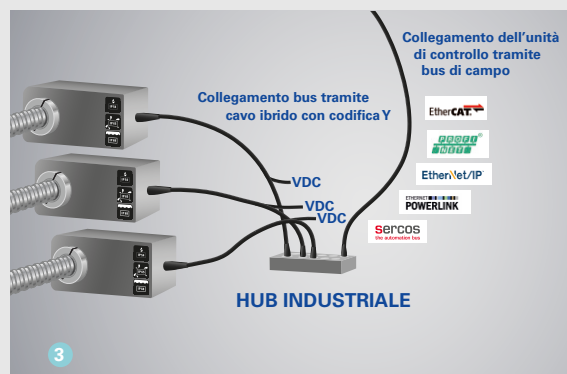 Collegamento dell'unità
di controllo tramite
bus di campo
Collegamento bus tramite
cavo ibrido con codifica Y
EtherCAT
PROFI
NET
EtherNet/IP
ETHERNET
POWERLINK
sercos
the automation bus
VDC
VDC
VDC
HUB INDUSTRIALE
3